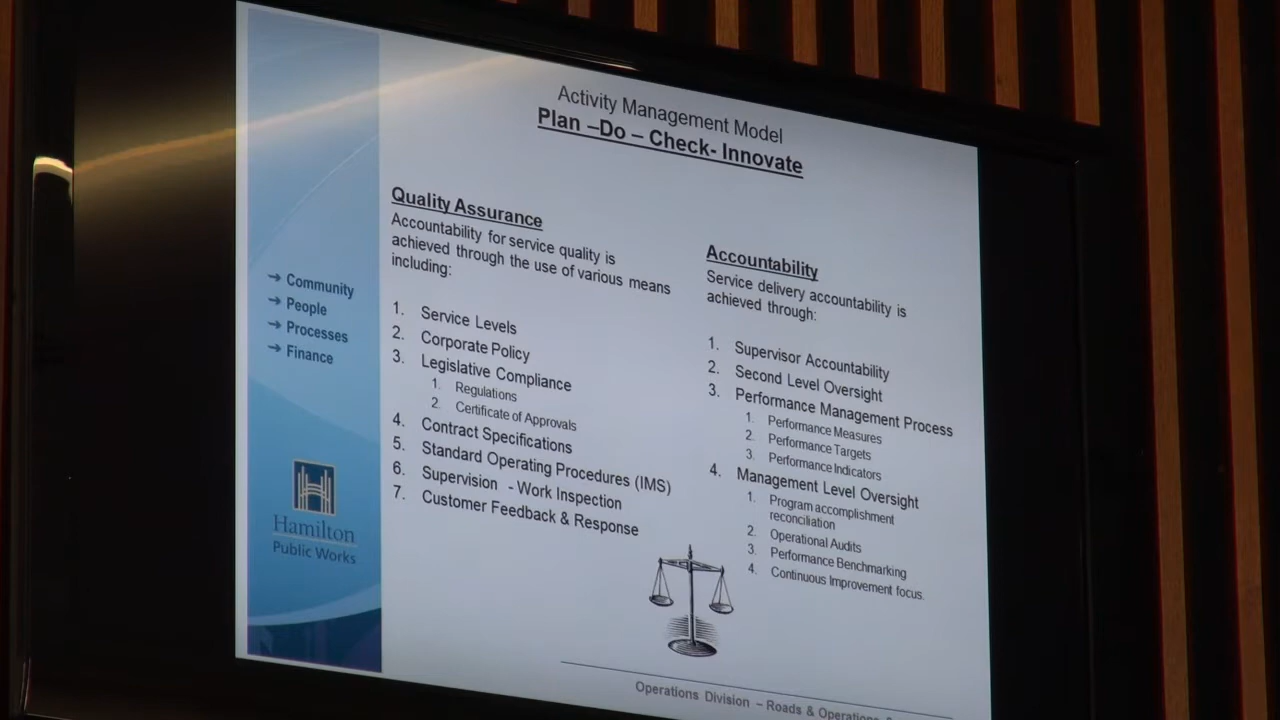 Activity Management Model
Plan –Do – Check- Innovate
Quality Assurance
Accountability for service quality is
achieved through the use of various means
including:
1. Service Levels
2. Corporate Policy
3. Legislative Compliance
1. Regulations
2. Certificate of Approvals
4. Contract Specifications
5. Standard Operating Procedures (IMS)
6. Supervision - Work Inspection
7. Customer Feedback & Response
Accountability
Service delivery accountability is
achieved through:
1. Supervisor Accountability
2. Second Level Oversight
3. Performance Management Process
1. Performance Measures
2. Performance Targets
3. Performance Indicators
4. Management Level Oversight
1. Program accomplishment
reconciliation
2. Operational Audits
3. Performance Benchmarking
4. Continuous Improvement focus.
→ Community
→ People
→ Processes
→ Finance
Hamilton
Public Works
Operations Division – Roads & Operations &